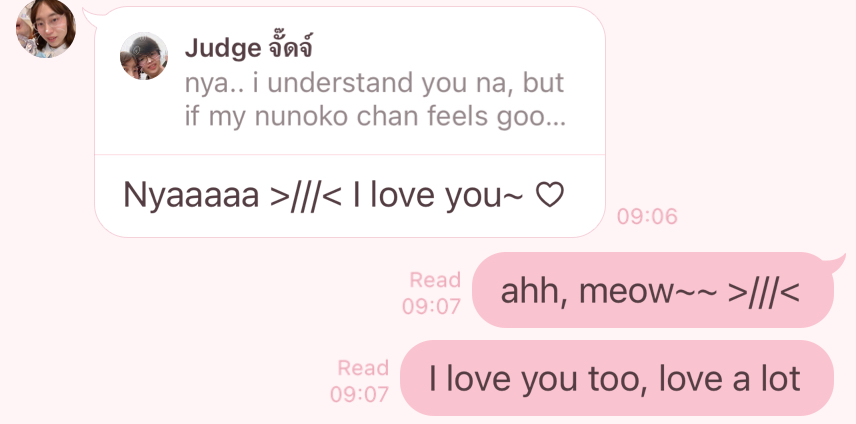 Judge จั๊ดจ์
nya.. i understand you na, but
if my nunoko chan feels goo...
Nyaaaaa >///< I love you~ ♡
09:06
Read
09:07
ahh, meow~~ >///<
Read
09:07
I love you too, love a lot